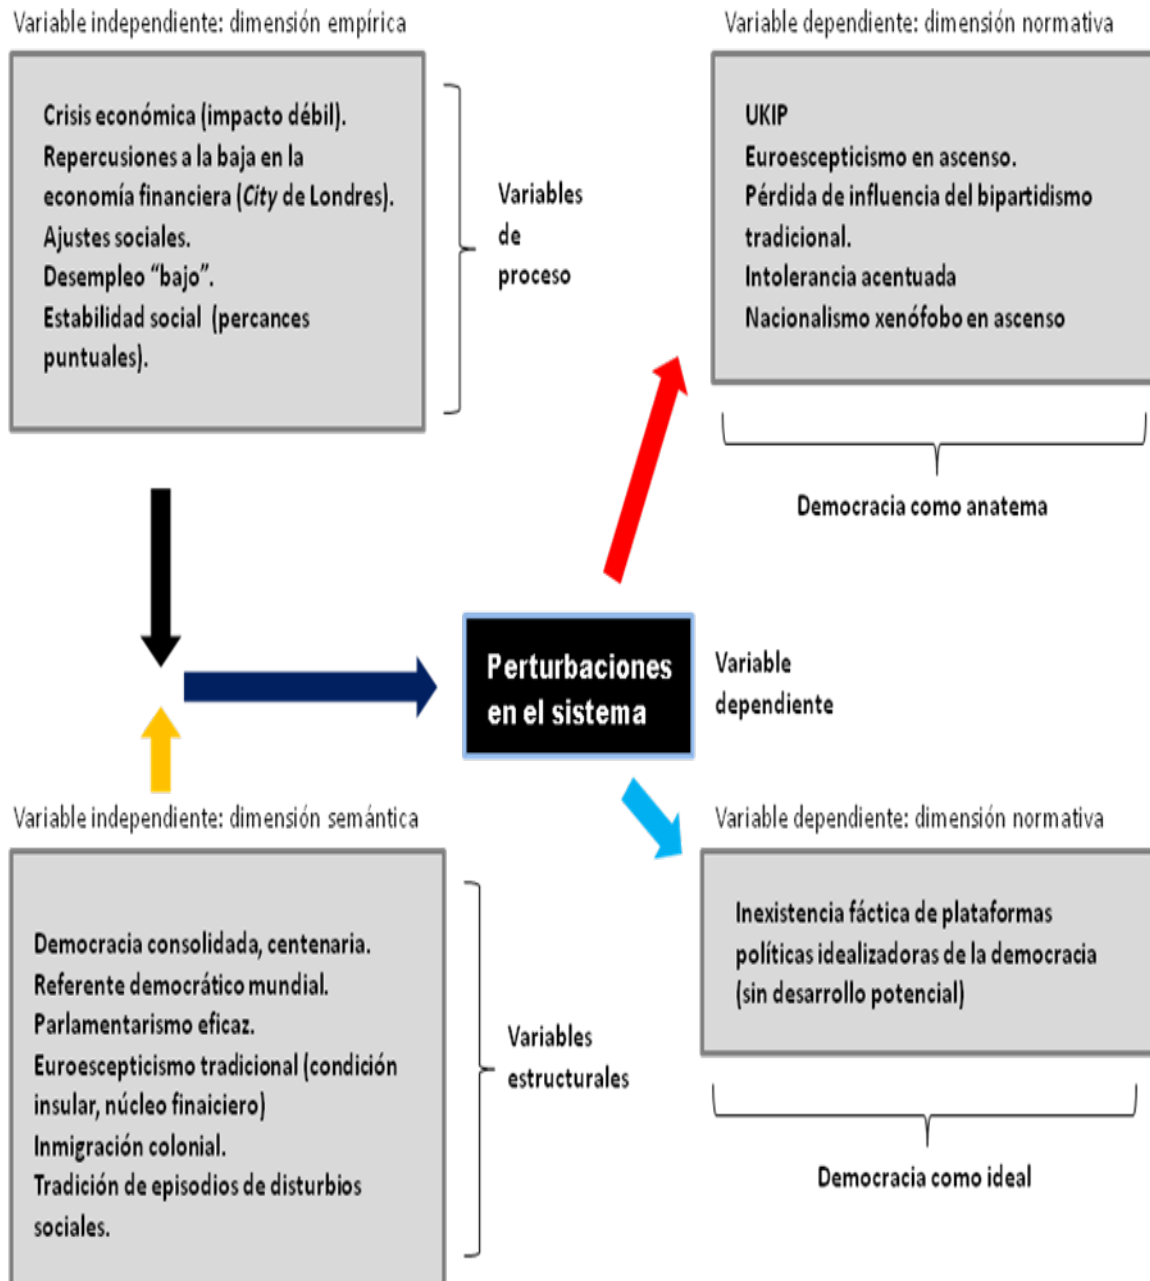 Variable independiente: dimensión empírica
Crisis económica (impacto débil).
Repercusiones a la baja en la
economía financiera (City de Londres).
Ajustes sociales.
Desempleo “bajo”.
Estabilidad social (percances
puntuales).
Variables
de
proceso
Variable dependiente: dimensión normativa
UKIP
Euroescepticismo en ascenso.
Pérdida de influencia del bipartidismo
tradicional.
Intolerancia acentuada
Nacionalismo xenófobo en ascenso
Democracia como anatema
Perturbaciones
en el sistema
Variable
dependiente
Variable independiente: dimensión semántica
Democracia consolidada, centenaria.
Referente democrático mundial.
Parlamentarismo eficaz.
Euroescepticismo tradicional (condición
insular, núcleo finaiciero)
Inmigración colonial.
Tradición de episodios de disturbios
sociales.
Variables
estructurales
Variable dependiente: dimensión normativa
Inexistencia fáctica de plataformas
políticas idealizadoras de la democracia
(sin desarrollo potencial)
Democracia como ideal